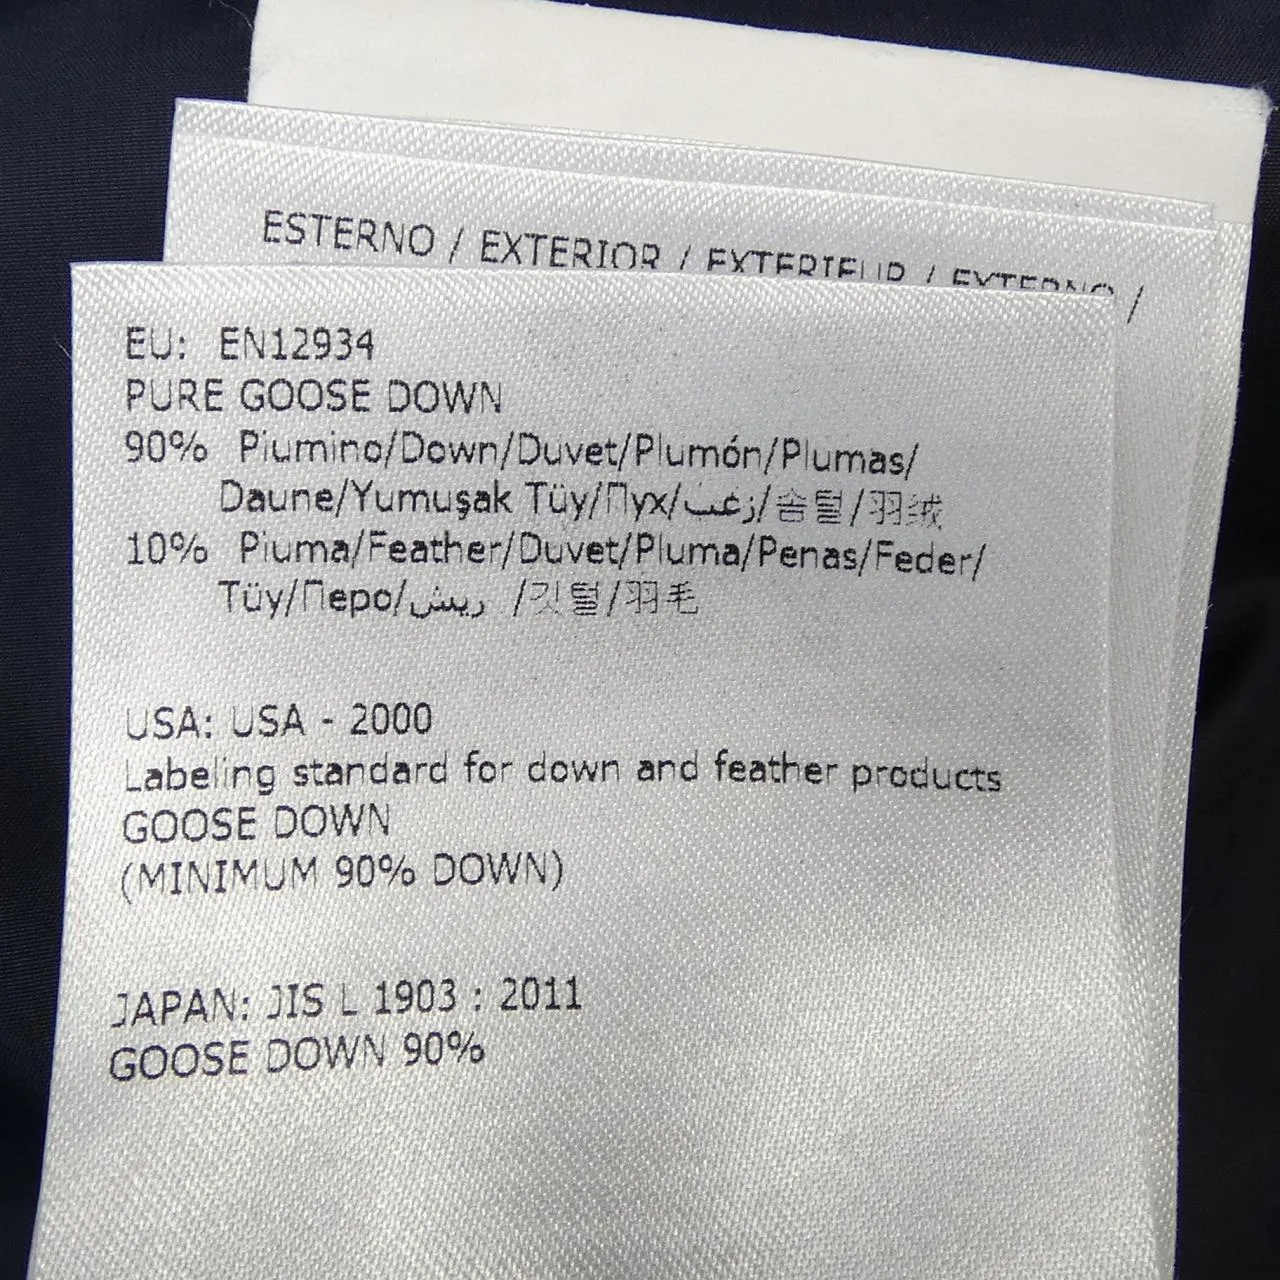 ESTERNO / EXTERIOR / EXTERIEUR / EXTERNO /
EU: EN12934
PURE GOOSE DOWN
90% Piumino/Down/Duvet/Plumón/Plumas/
Daune/Yumuşak Tüy/Пух/زغب/솜털/羽绒
10% Piuma/Feather/Duvet/Pluma/Penas/Feder/
Tüy/Перо/ريش /깃털/羽毛
USA: USA - 2000
Labeling standard for down and feather products
GOOSE DOWN
(MINIMUM 90% DOWN)
JAPAN: JIS L 1903 : 2011
GOOSE DOWN 90%